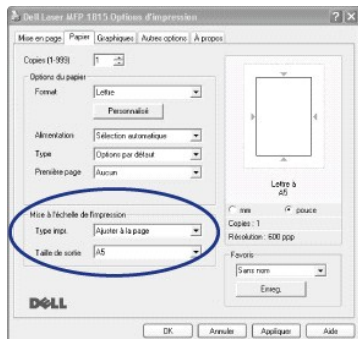 Dell Laser MFP 1815 Options d'impression
Mise en page Papier Graphiques Autres options À propos
Copies (1-999) 1
Options du papier
Format Lettre
Personnalisé
Alimentation Sélection automatique
Type Options par défaut
Première page Aucun
Lettre à
A5
Mise à l'échelle de l'impression
Type impr. Ajuster à la page
Taille de sortie A5
mm pouce
Copies : 1
Résolution : 600 ppp
Favoris
Sans nom
Enreg.
DELL
OK Annuler Appliquer Aide